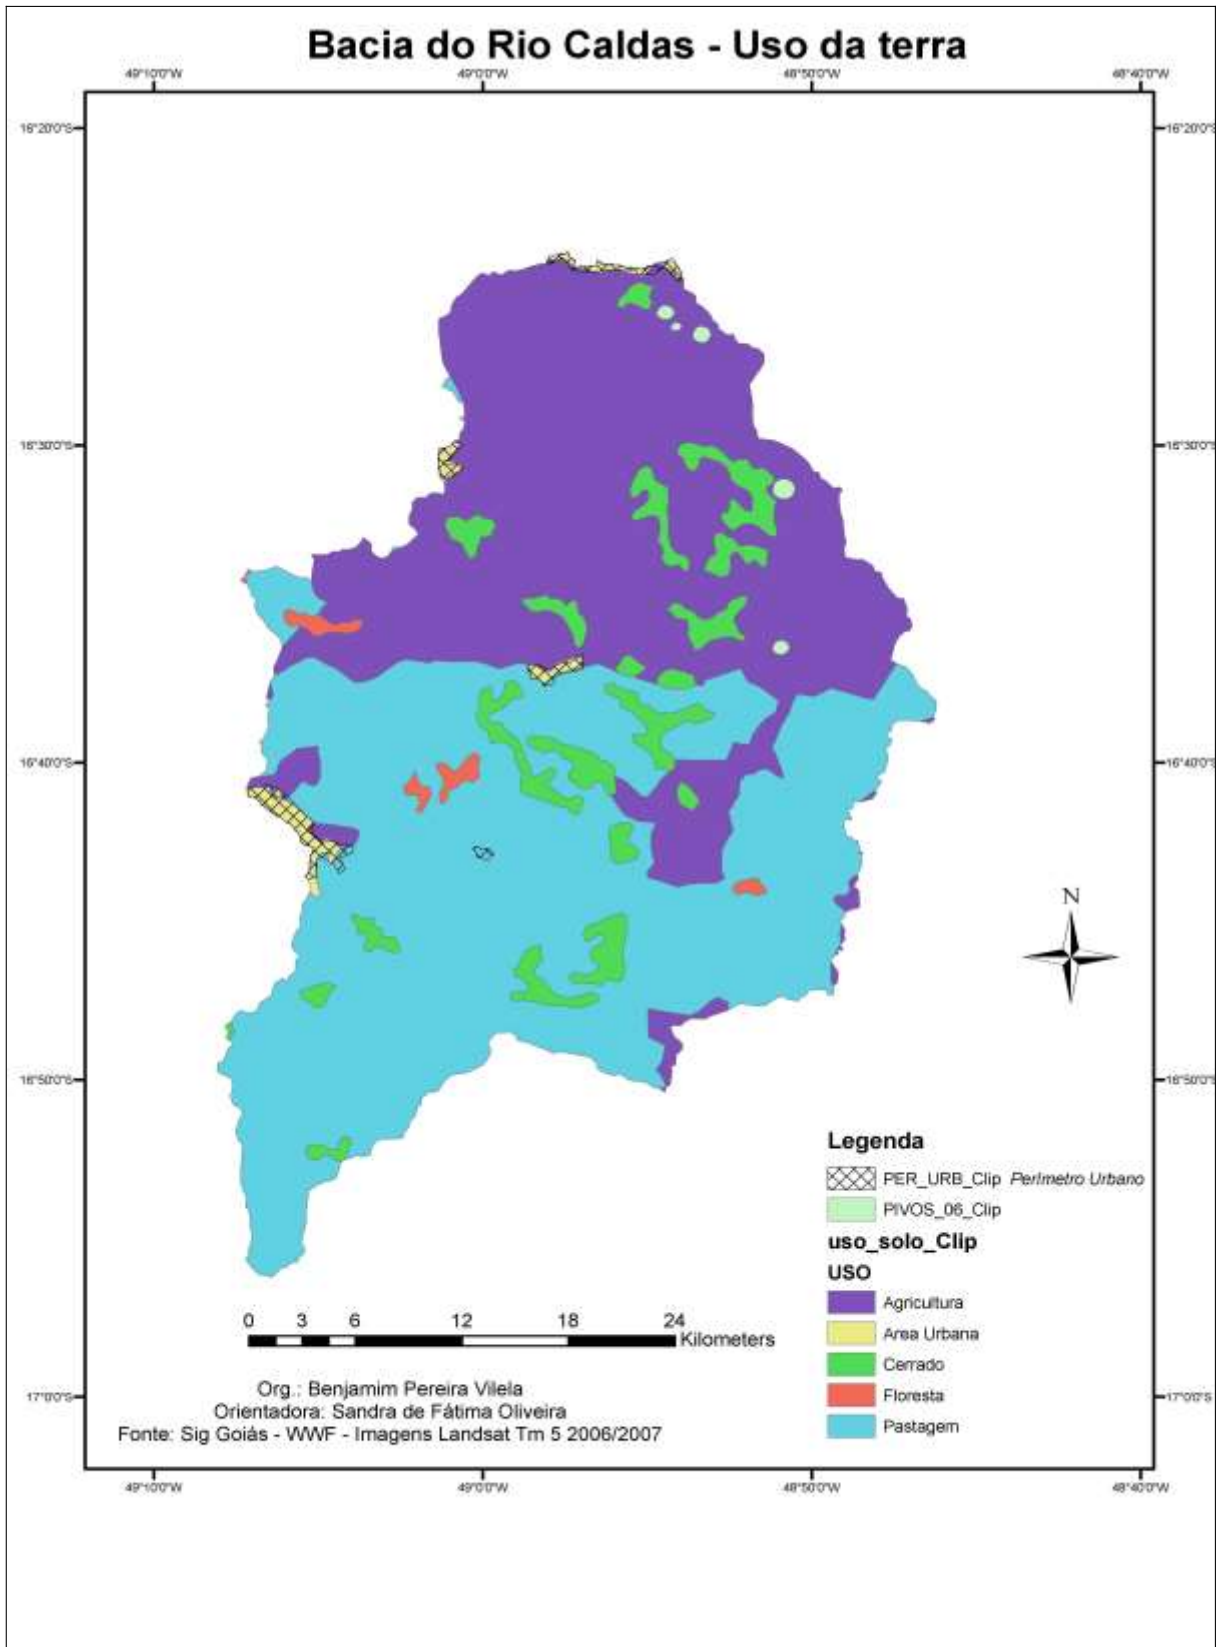 Bacia do Rio Caldas - Uso da terra
49°10'0"W 49°0'0"W 48°50'0"W 48°40'0"W
16°20'0"S 16°20'0"S
16°30'0"S 16°30'0"S
16°40'0"S 16°40'0"S
N
16°50'0"S 16°50'0"S
Legenda
PER_URB_Clip Perímetro Urbano
PIVOS_06_Clip
uso_solo_Clip
USO
Agricultura
Area Urbana
Cerrado
Floresta
Pastagem
0 3 6 12 18 24
Kilometers
Org.: Benjamim Pereira Vilela
Orientadora: Sandra de Fátima Oliveira
Fonte: Sig Goiás - WWF - Imagens Landsat Tm 5 2006/2007
17°0'0"S 17°0'0"S
49°10'0"W 49°0'0"W 48°50'0"W 48°40'0"W